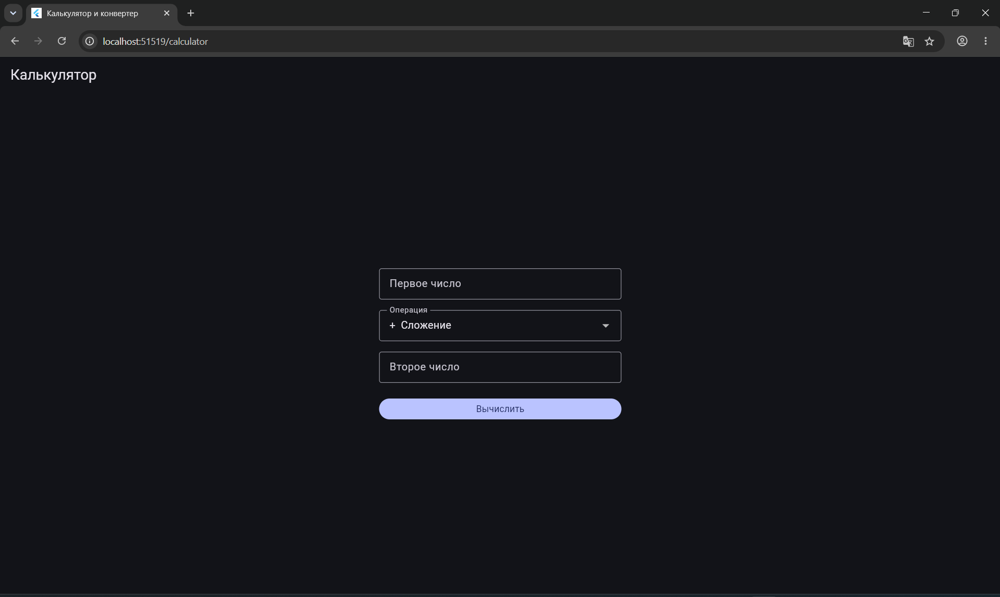 Калькулятор и конвертер
localhost:51519/calculator
Калькулятор
Первое число
Операция
+ Сложение
Второе число
Вычислить